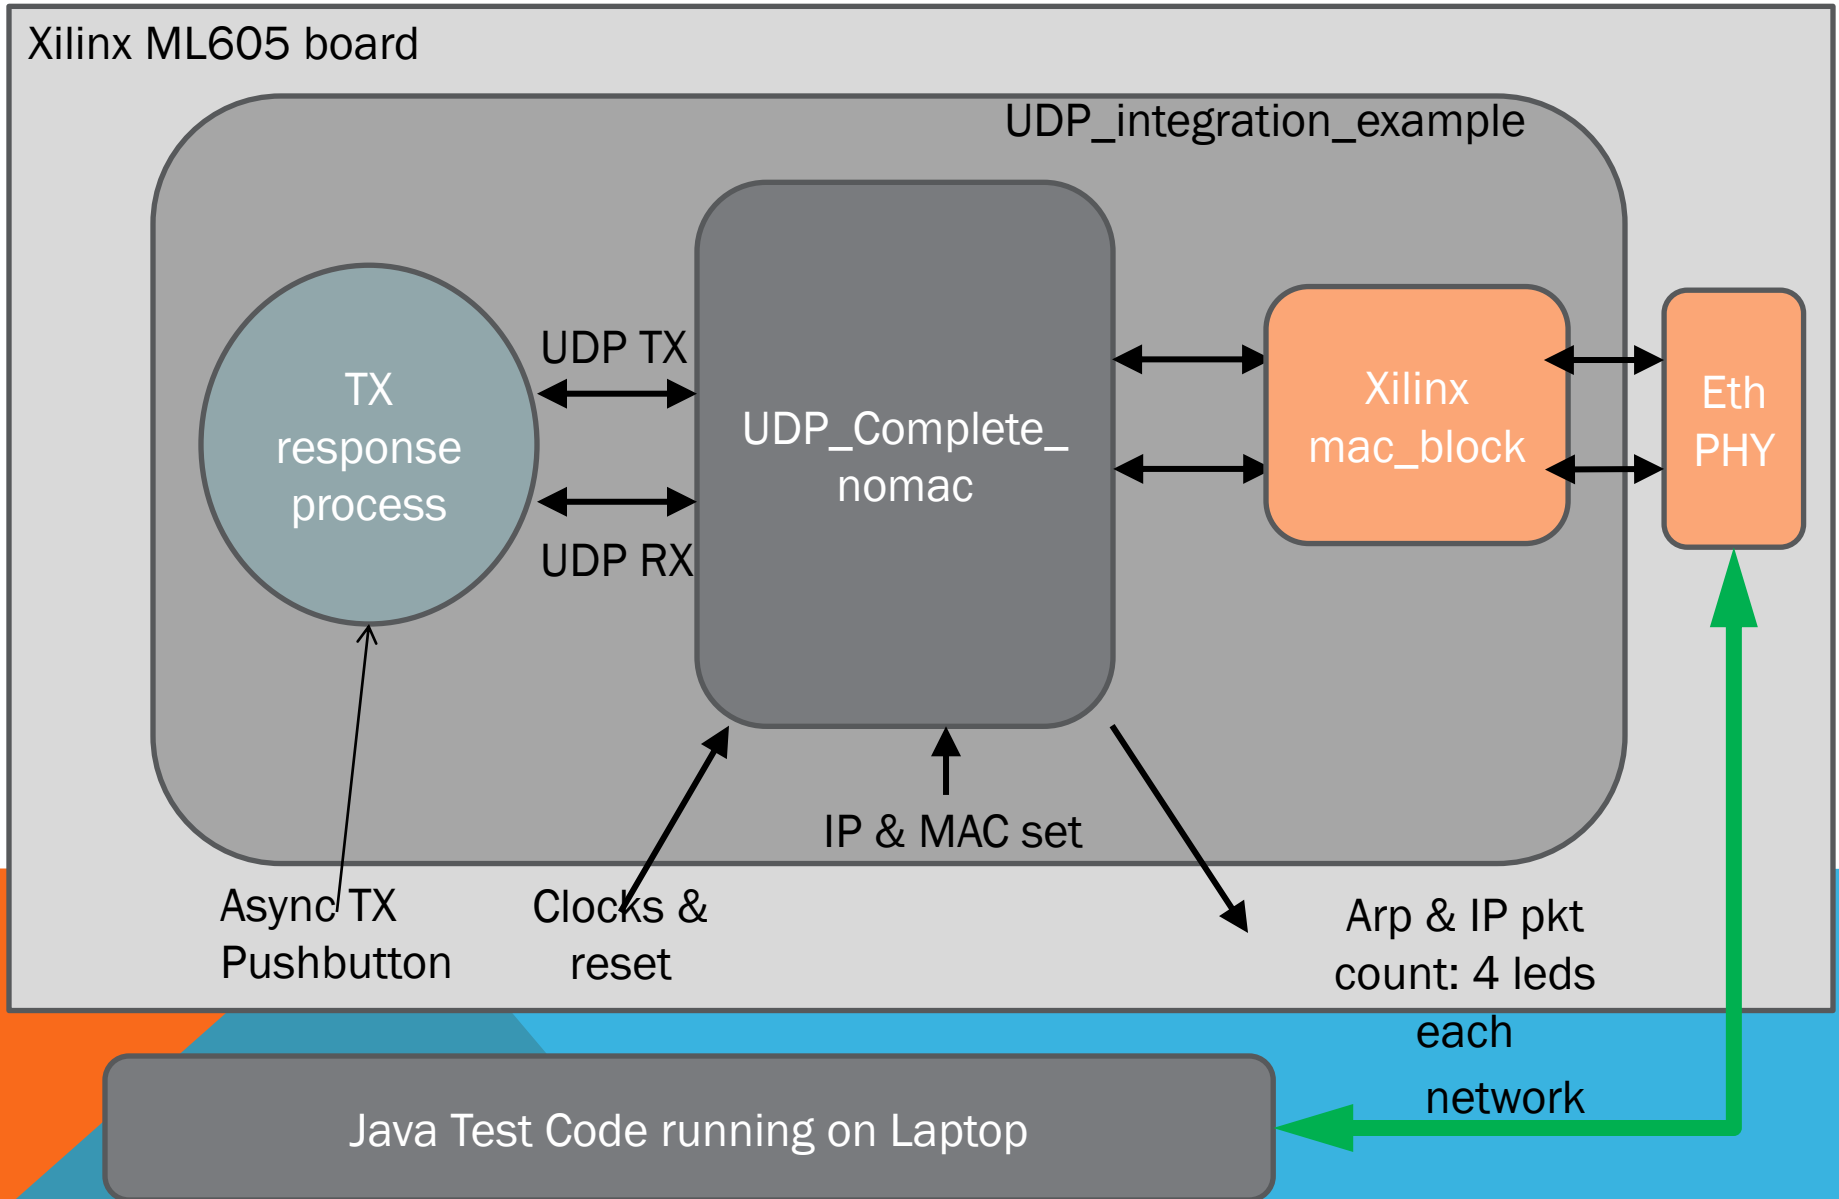 Xilinx ML605 board
UDP_integration_example
TX
response
process
UDP TX
UDP RX
UDP_Complete_
nomac
Xilinx
mac_block
Eth
PHY
IP & MAC set
Async TX
Pushbutton
Clocks &
reset
Arp & IP pkt
count: 4 leds
each
network
Java Test Code running on Laptop